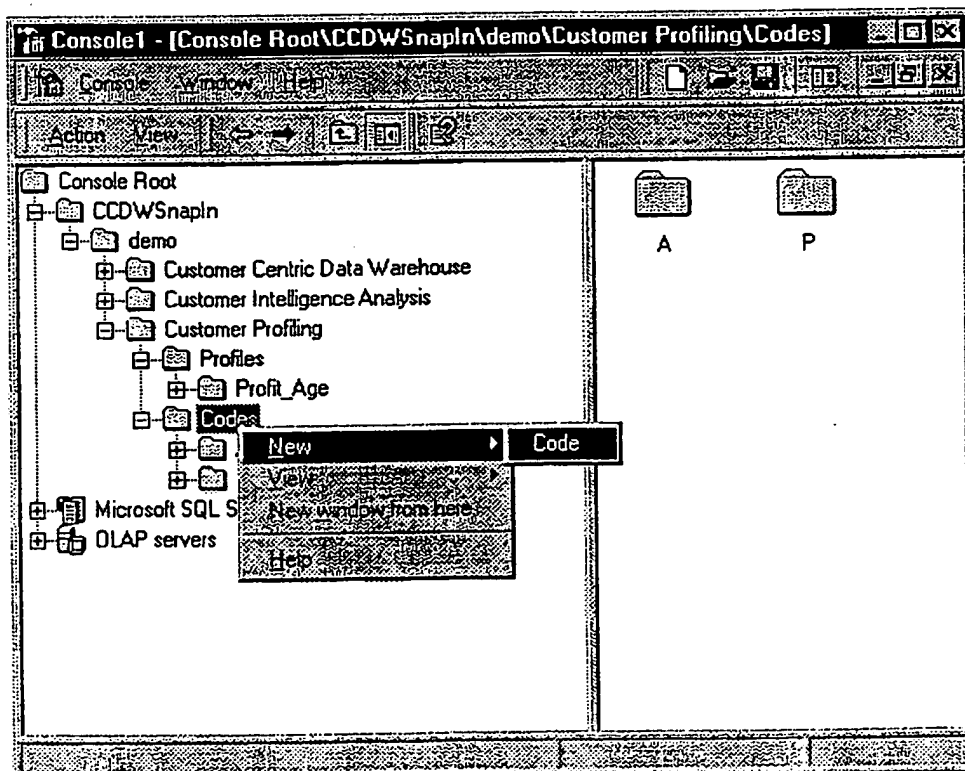 Console1 - [Console Root\CCDWSnapIn\demo\Customer Profiling\Codes]
Console Window Help
Action View
Console Root
CCDWSnapIn
demo
Customer Centric Data Warehouse
Customer Intelligence Analysis
Customer Profiling
Profiles
Profit_Age
Codes
Microsoft SQL S
OLAP servers
New
Code
View
New window from here
Help
A
P